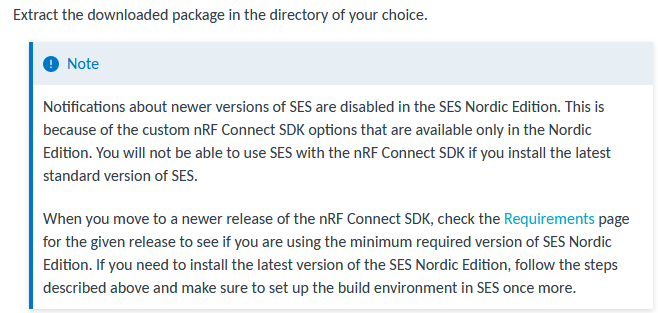 Extract the downloaded package in the directory of your choice.
Note
Notifications about newer versions of SES are disabled in the SES Nordic Edition. This is
because of the custom nRF Connect SDK options that are available only in the Nordic
Edition. You will not be able to use SES with the nRF Connect SDK if you install the latest
standard version of SES.
When you move to a newer release of the nRF Connect SDK, check the Requirements page
for the given release to see if you are using the minimum required version of SES Nordic
Edition. If you need to install the latest version of the SES Nordic Edition, follow the steps
described above and make sure to set up the build environment in SES once more.